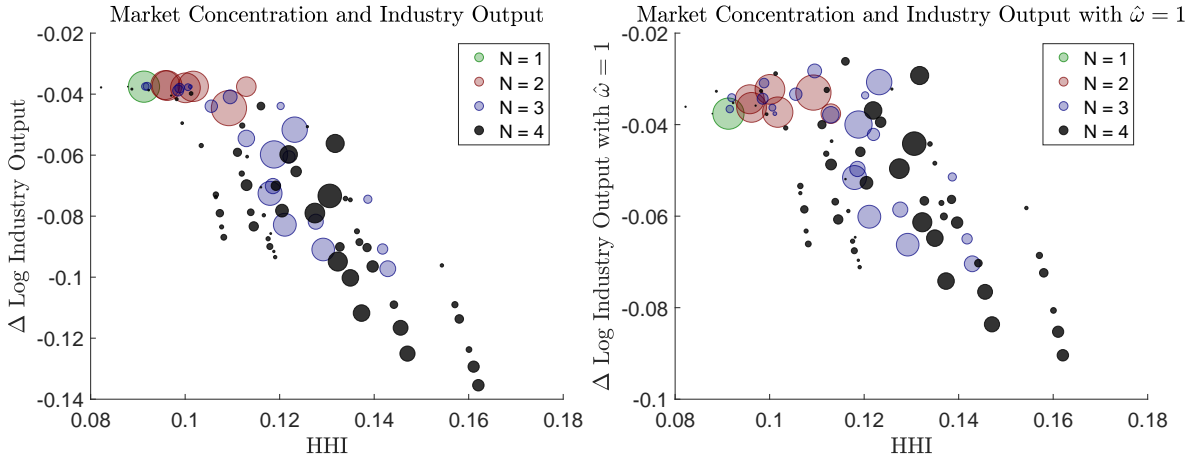 Market Concentration and Industry Output
-0.02
-0.04
-0.06
-0.08
-0.1
-0.12
-0.14
Δ Log Industry Output
0.08 0.1 0.12 0.14 0.16 0.18
HHI
N = 1
N = 2
N = 3
N = 4
Market Concentration and Industry Output with ω̂ = 1
-0.02
-0.04
-0.06
-0.08
-0.1
Δ Log Industry Output with ω̂ = 1
0.08 0.1 0.12 0.14 0.16 0.18
HHI
N = 1
N = 2
N = 3
N = 4